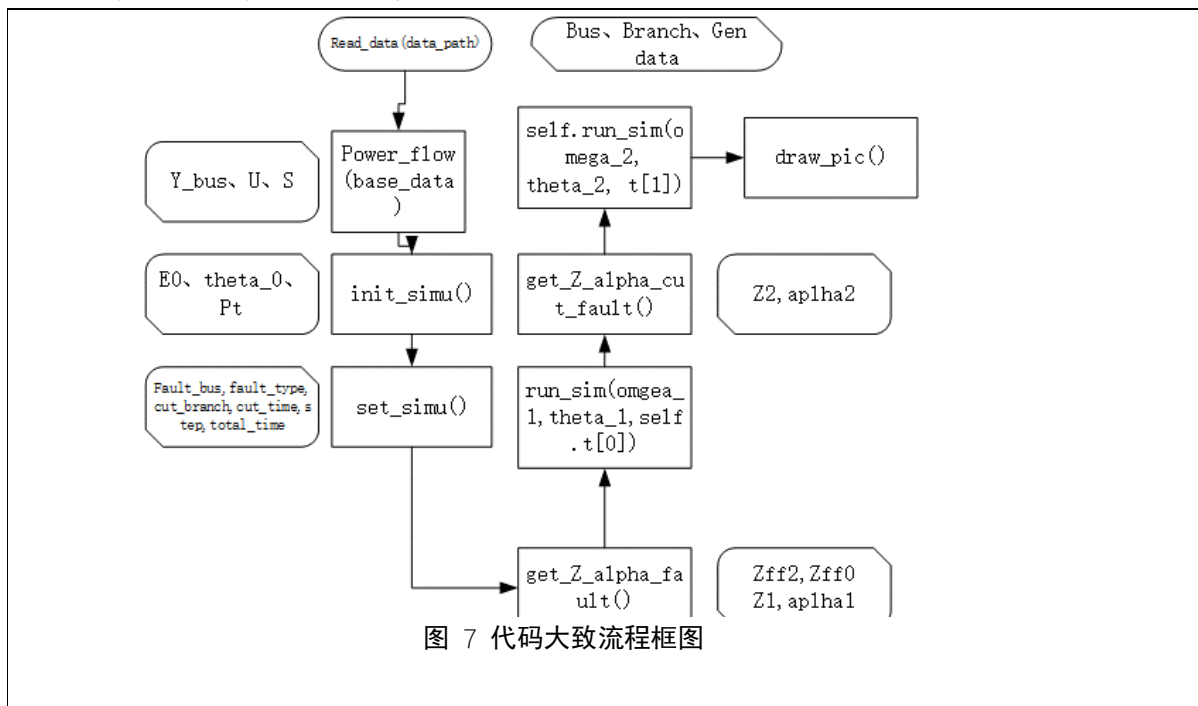 Read_data(data_path)
Bus、Branch、Gen
data
Power_flow
(base_data
)
Y_bus、U、S
self.run_sim(o
mega_2,
theta_2, t[1])
draw_pic()
E0、theta_0、
Pt
init_simu()
get_Z_alpha_cu
t_fault()
Z2,aplha2
Fault_bus,fault_type,
cut_branch,cut_time,s
tep,total_time
set_simu()
run_sim(omgea_
1,theta_1,self
.t[0])
get_Z_alpha_fa
ult()
Zff2,Zff0
Z1,aplha1
图 7 代码大致流程框图